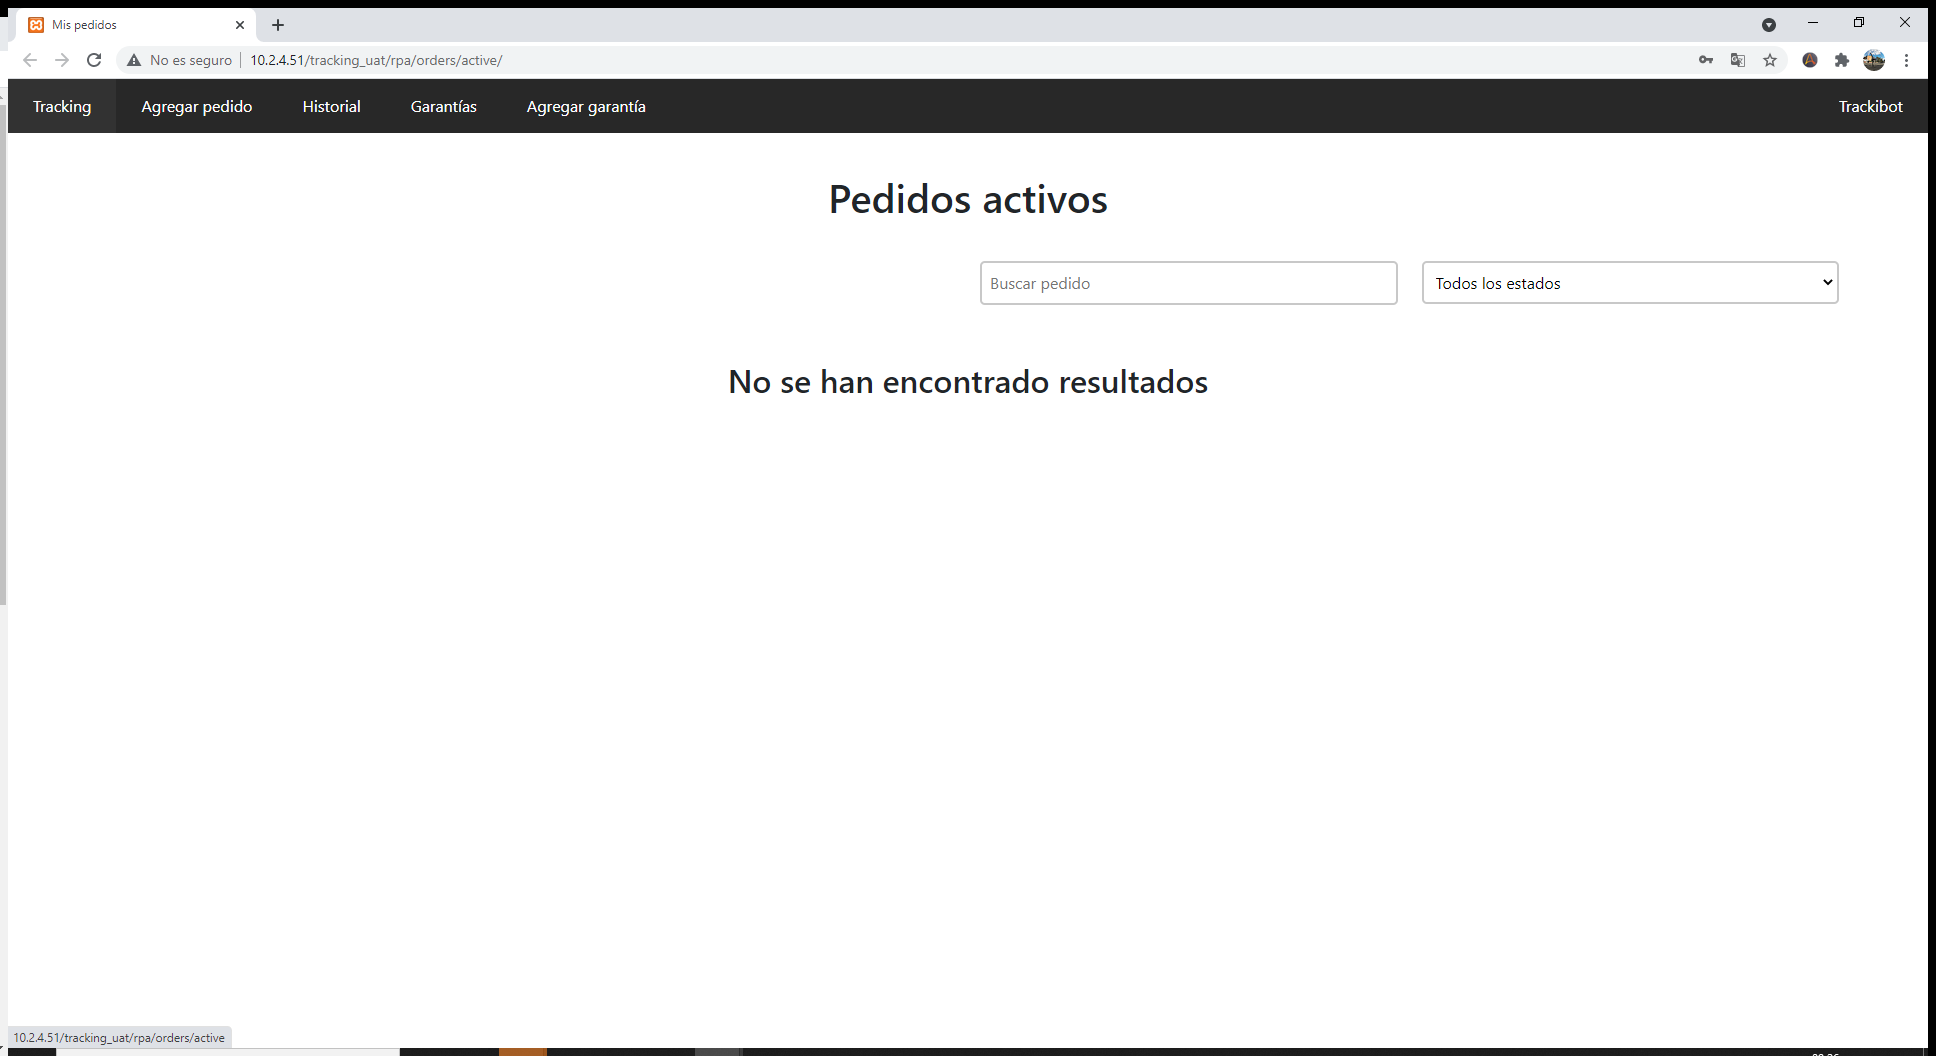 Mis pedidos
No es seguro
10.2.4.51/tracking_uat/rpa/orders/active/
Tracking
Agregar pedido
Historial
Garantías
Agregar garantía
Trackibot
Pedidos activos
Buscar pedido
Todos los estados
No se han encontrado resultados
10.2.4.51/tracking_uat/rpa/orders/active